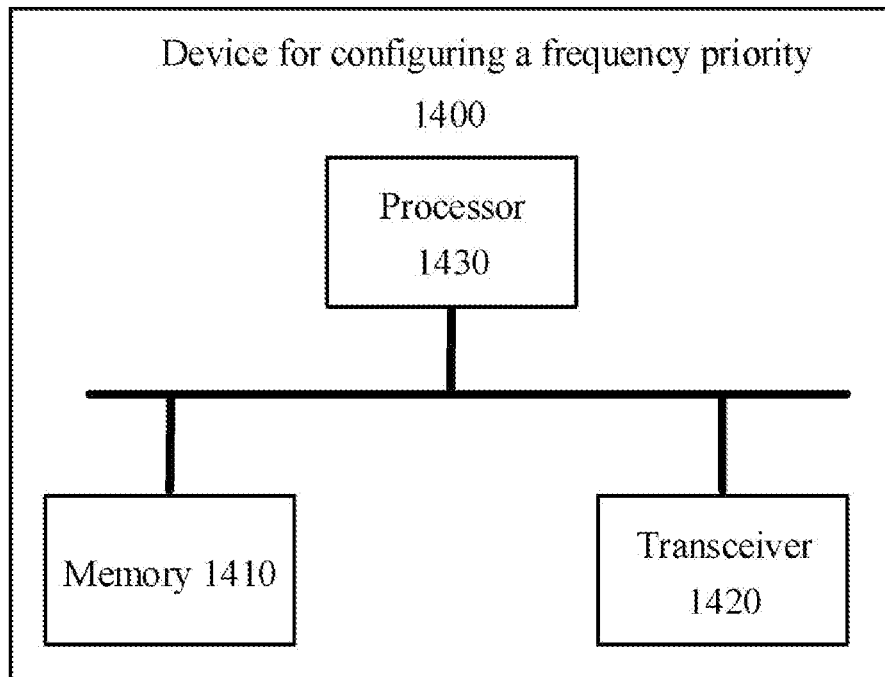 Device for configuring a frequency priority
1400
Processor
1430
Memory 1410
Transceiver
1420